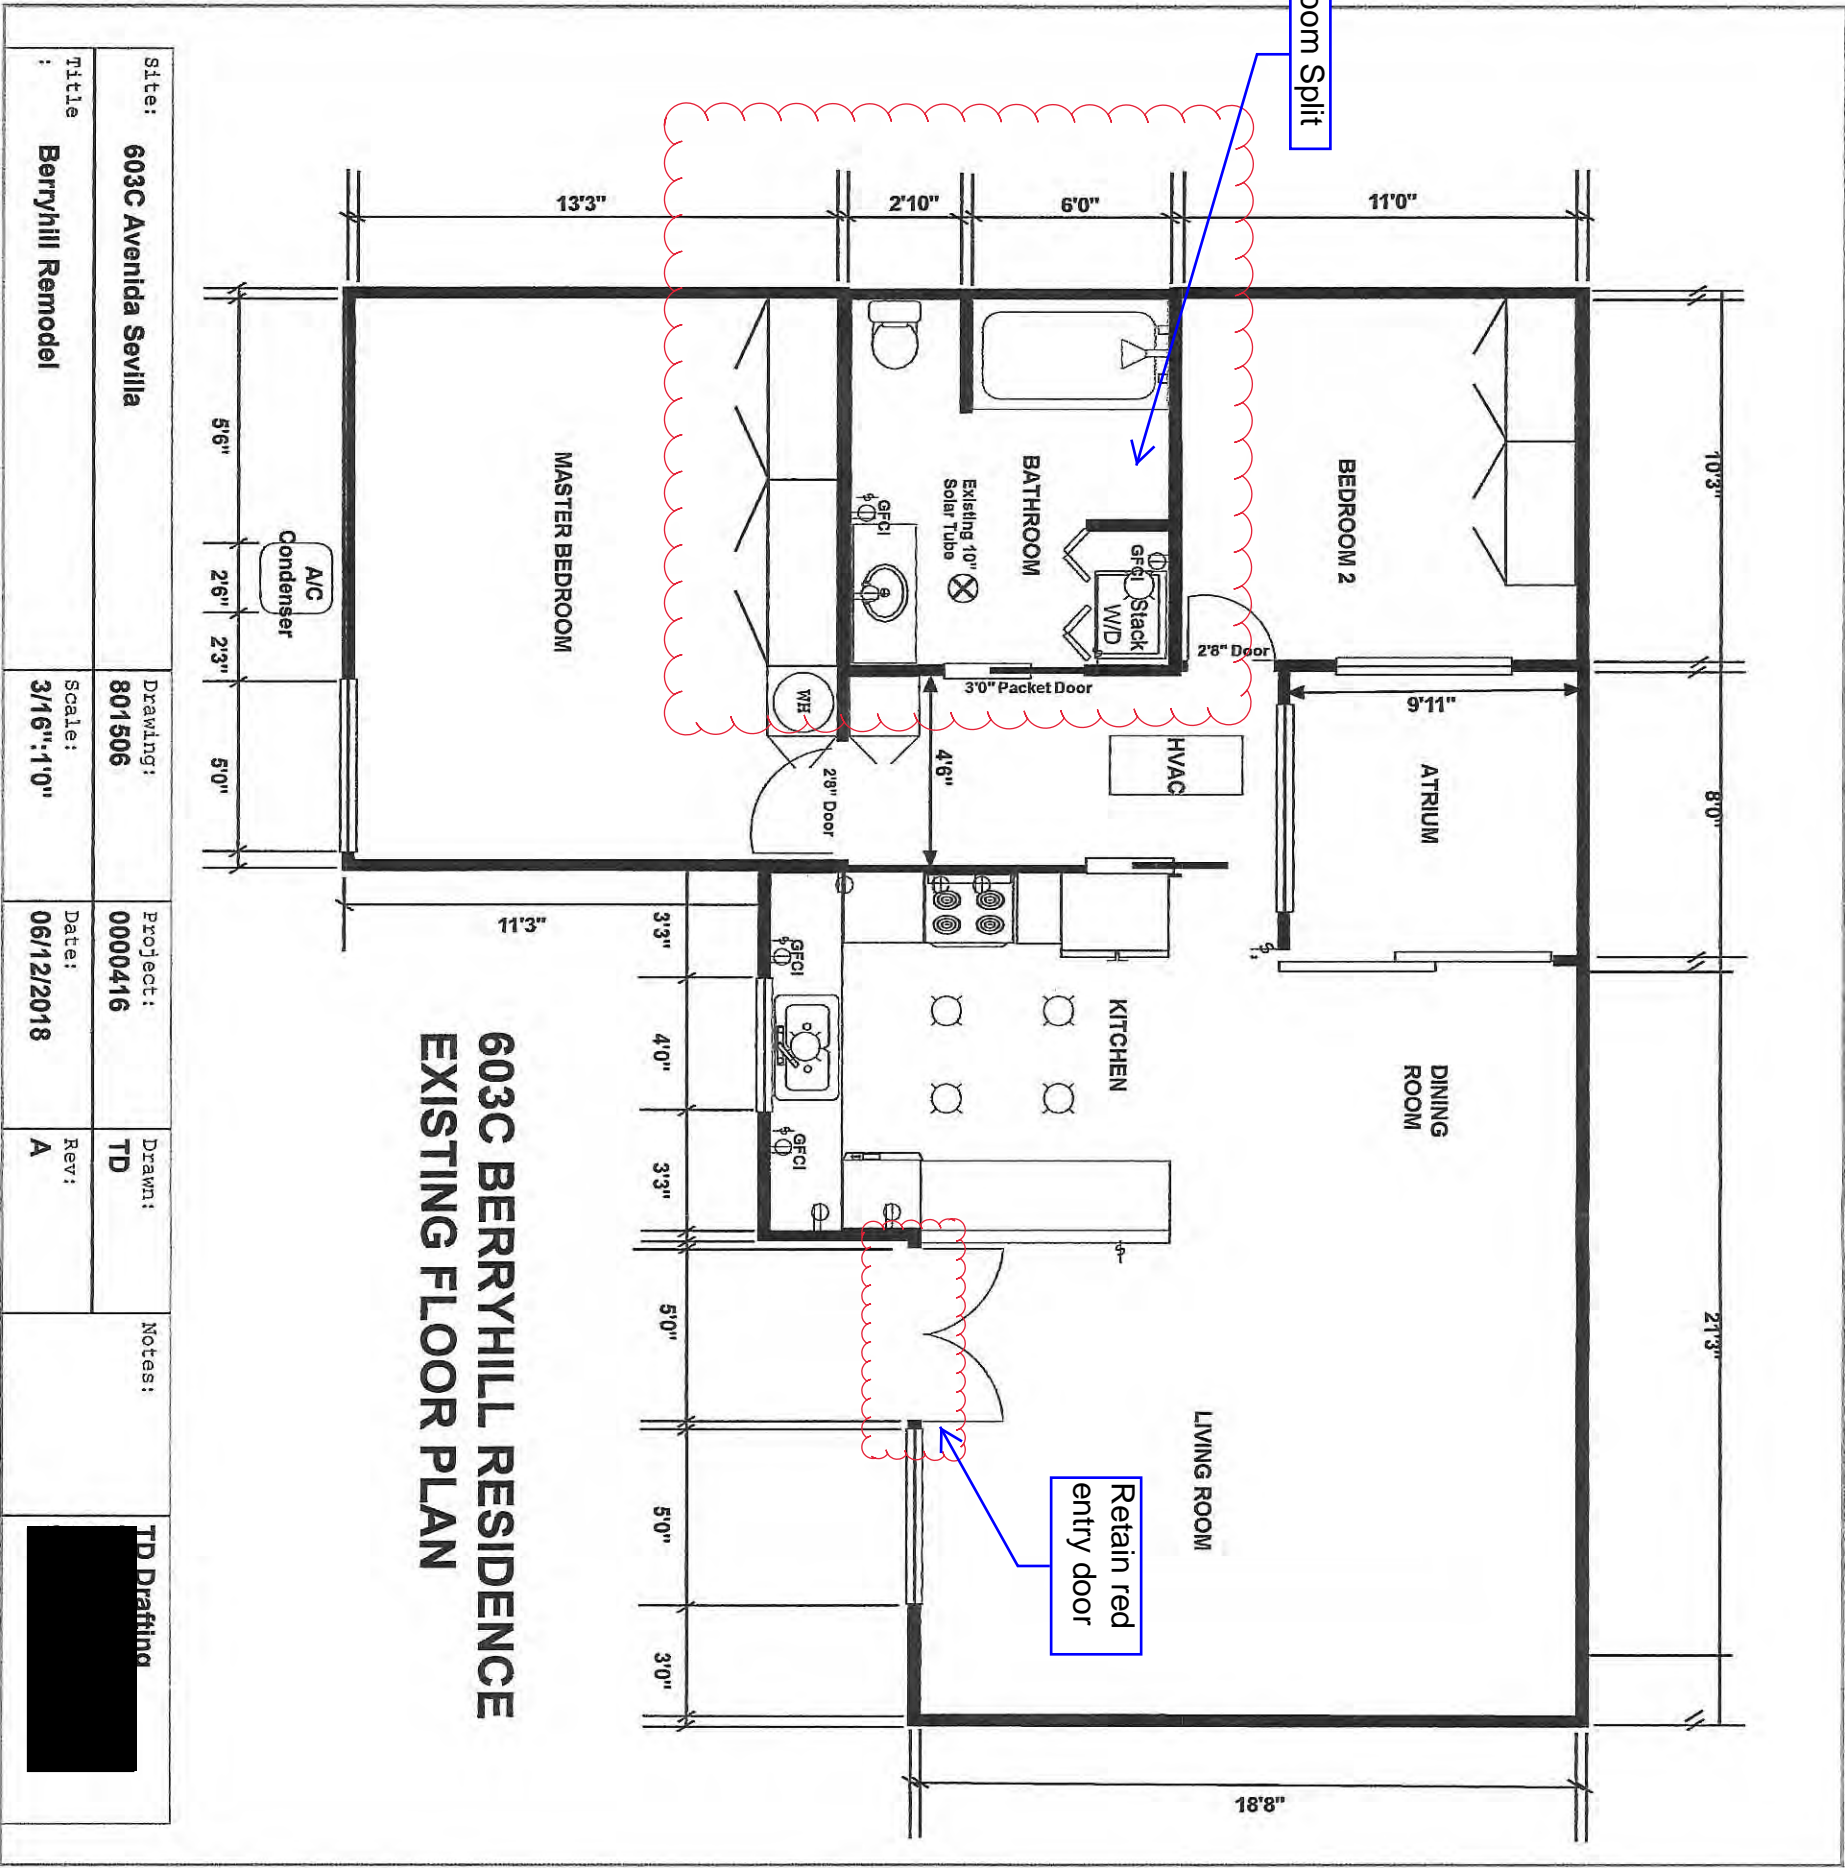 oom Split
10'3"
8'0"
21'3"
11'0"
6'0"
2'10"
13'3"
BEDROOM 2
9'11"
ATRIUM
DINING
ROOM
2'8" Door
BATHROOM
Existing 10"
Solar Tube
GFCI
Stack
W/D
GFCI
3'0" Packet Door
HVAC
4'6"
2'8" Door
WH
MASTER BEDROOM
KITCHEN
GFCI
GFCI
LIVING ROOM
Retain red
entry door
18'8"
3'3"
4'0"
3'3"
5'0"
5'0"
3'0"
11'3"
603C BERRYHILL RESIDENCE
EXISTING FLOOR PLAN
A/C
Condenser
5'6"
2'6"
2'3"
5'0"
Site:
603C Avenida Sevilla
Drawing:
801506
Project:
0000416
Drawn:
TD
Notes:
TD Drafting
Title
:
Berryhill Remodel
Scale:
3/16":1'0"
Date:
06/12/2018
Rev:
A